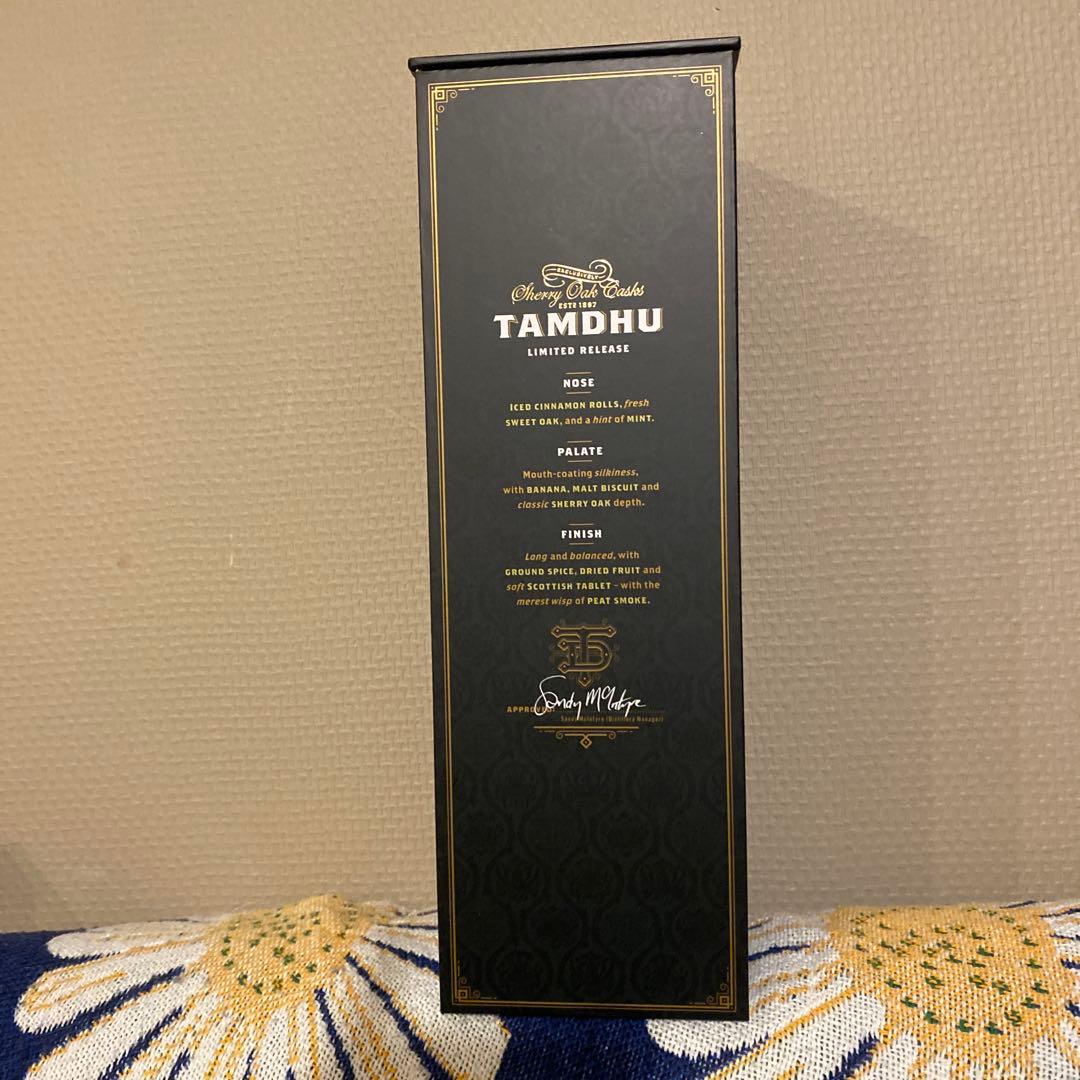 EXCLUSIVELY
Sherry Oak Casks
ESTD 1897
TAMDHU
LIMITED RELEASE
NOSE
ICED CINNAMON ROLLS, fresh
SWEET OAK, and a hint of MINT.
PALATE
Mouth-coating silkiness,
with BANANA, MALT BISCUIT and
classic SHERRY OAK depth.
FINISH
Long and balanced, with
GROUND SPICE, DRIED FRUIT and
soft SCOTTISH TABLET – with the
merest wisp of PEAT SMOKE.
TD
Sandy McIntyre
APPROVED:
Sandy McIntyre (Distillery Manager)